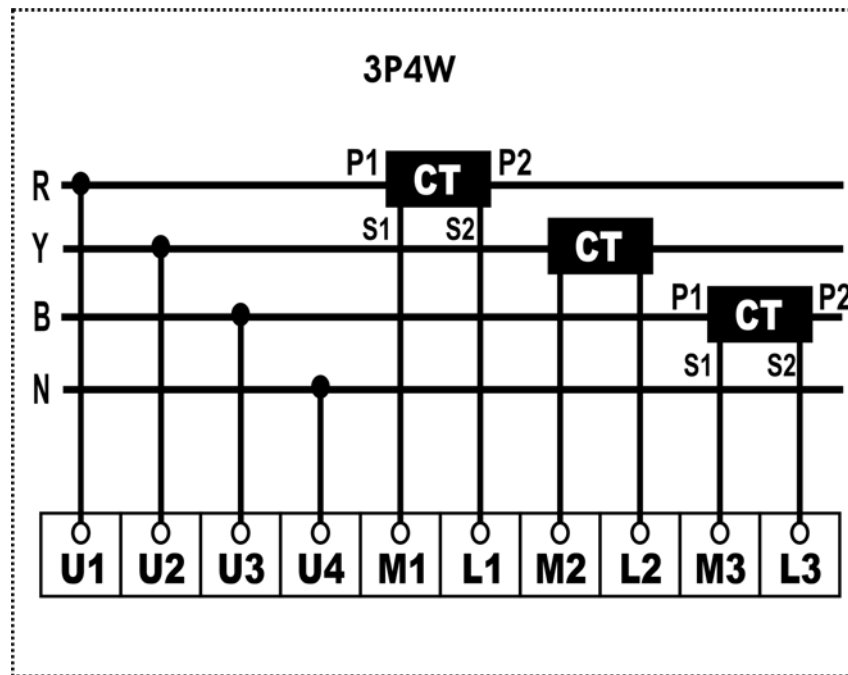 3P4W
R P1 CT P2
S1 S2
Y CT
B P1 CT P2
S1 S2
N
U1 U2 U3 U4 M1 L1 M2 L2 M3 L3